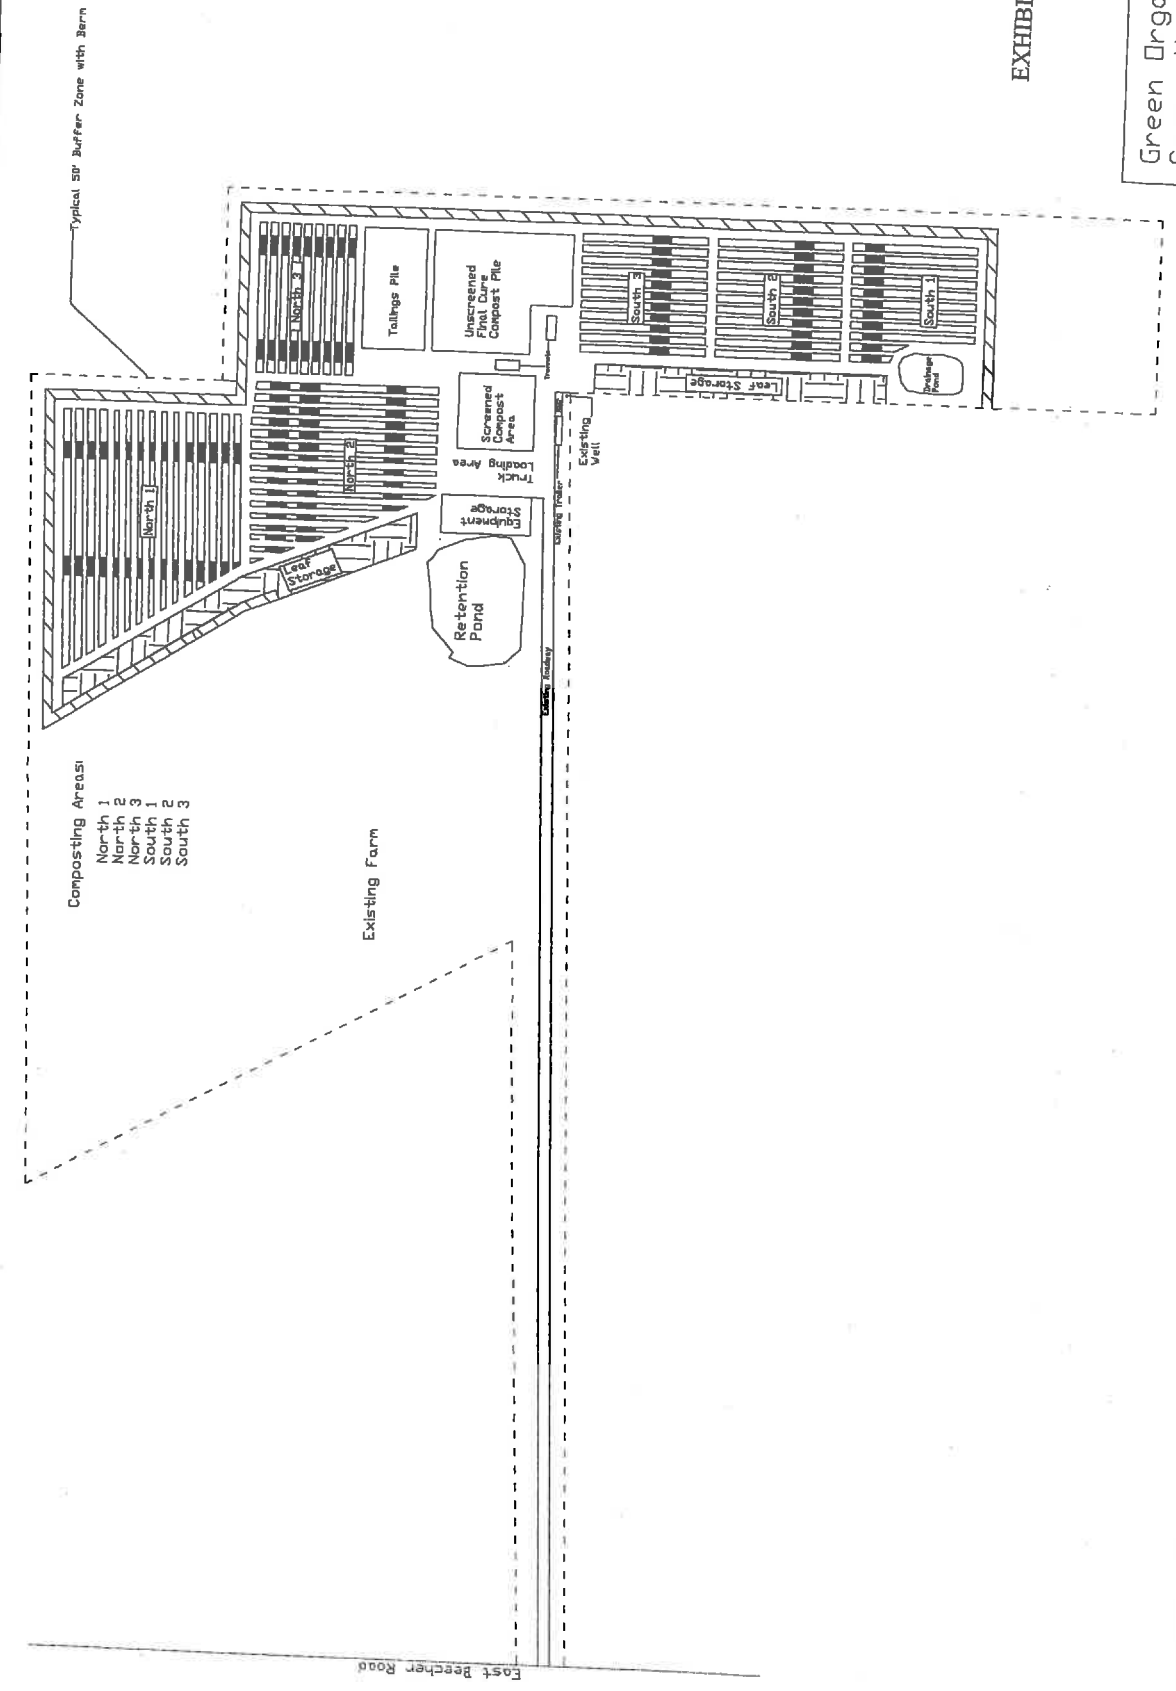 Typical 50' Buffer Zone with Berm
EXHIBI
Green Orga
North 3
Tailings Pile
Unscreened
Final Cure
Compost Pile
South 3
South 2
South 1
North 1
North 2
Screened
Compost
Area
Truck
Loading Area
Leaf Storage
Drainage
Pond
Existing
Well
Equipment
Storage
Existing Trailer
Leaf
Storage
Retention
Pond
Existing Roadway
Composting Areas:
North 1
North 2
North 3
South 1
South 2
South 3
Existing Farm
East Beecher Road